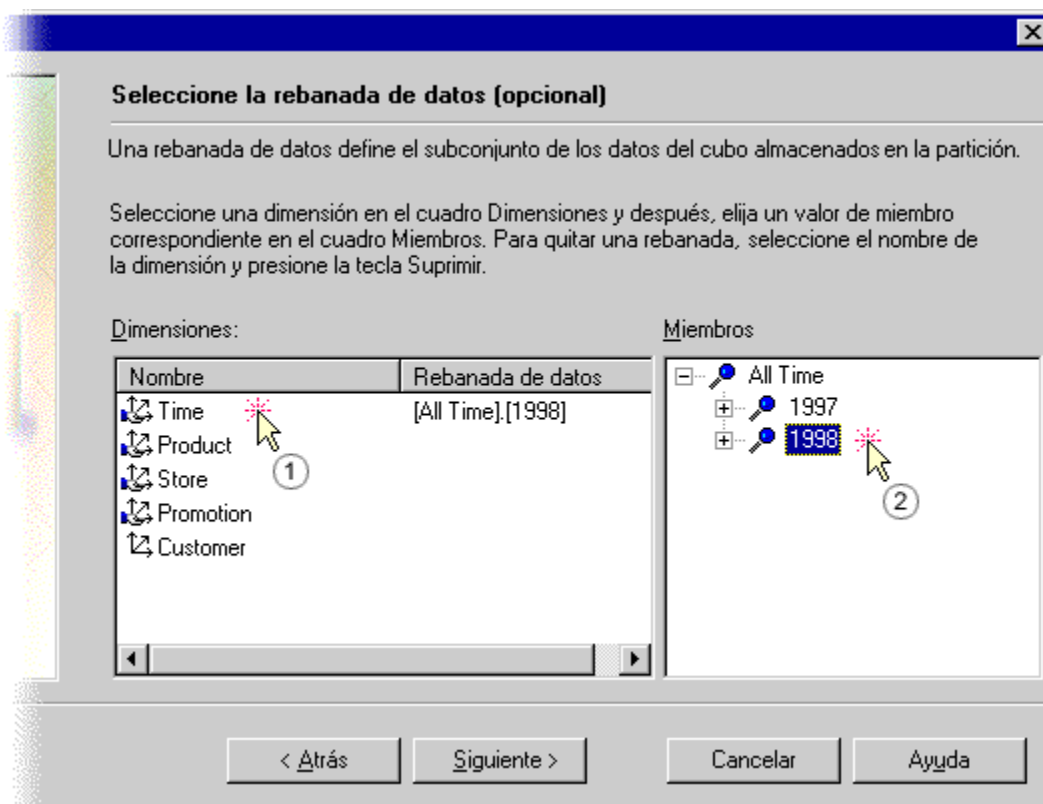 Seleccione la rebanada de datos (opcional)
Una rebanada de datos define el subconjunto de los datos del cubo almacenados en la partición.
Seleccione una dimensión en el cuadro Dimensiones y después, elija un valor de miembro
correspondiente en el cuadro Miembros. Para quitar una rebanada, seleccione el nombre de
la dimensión y presione la tecla Suprimir.
Dimensiones:
Nombre Rebanada de datos
Time [All Time].[1998]
Product
Store
Promotion
Customer
1
Miembros
All Time
1997
1998
2
< Atrás Siguiente > Cancelar Ayuda